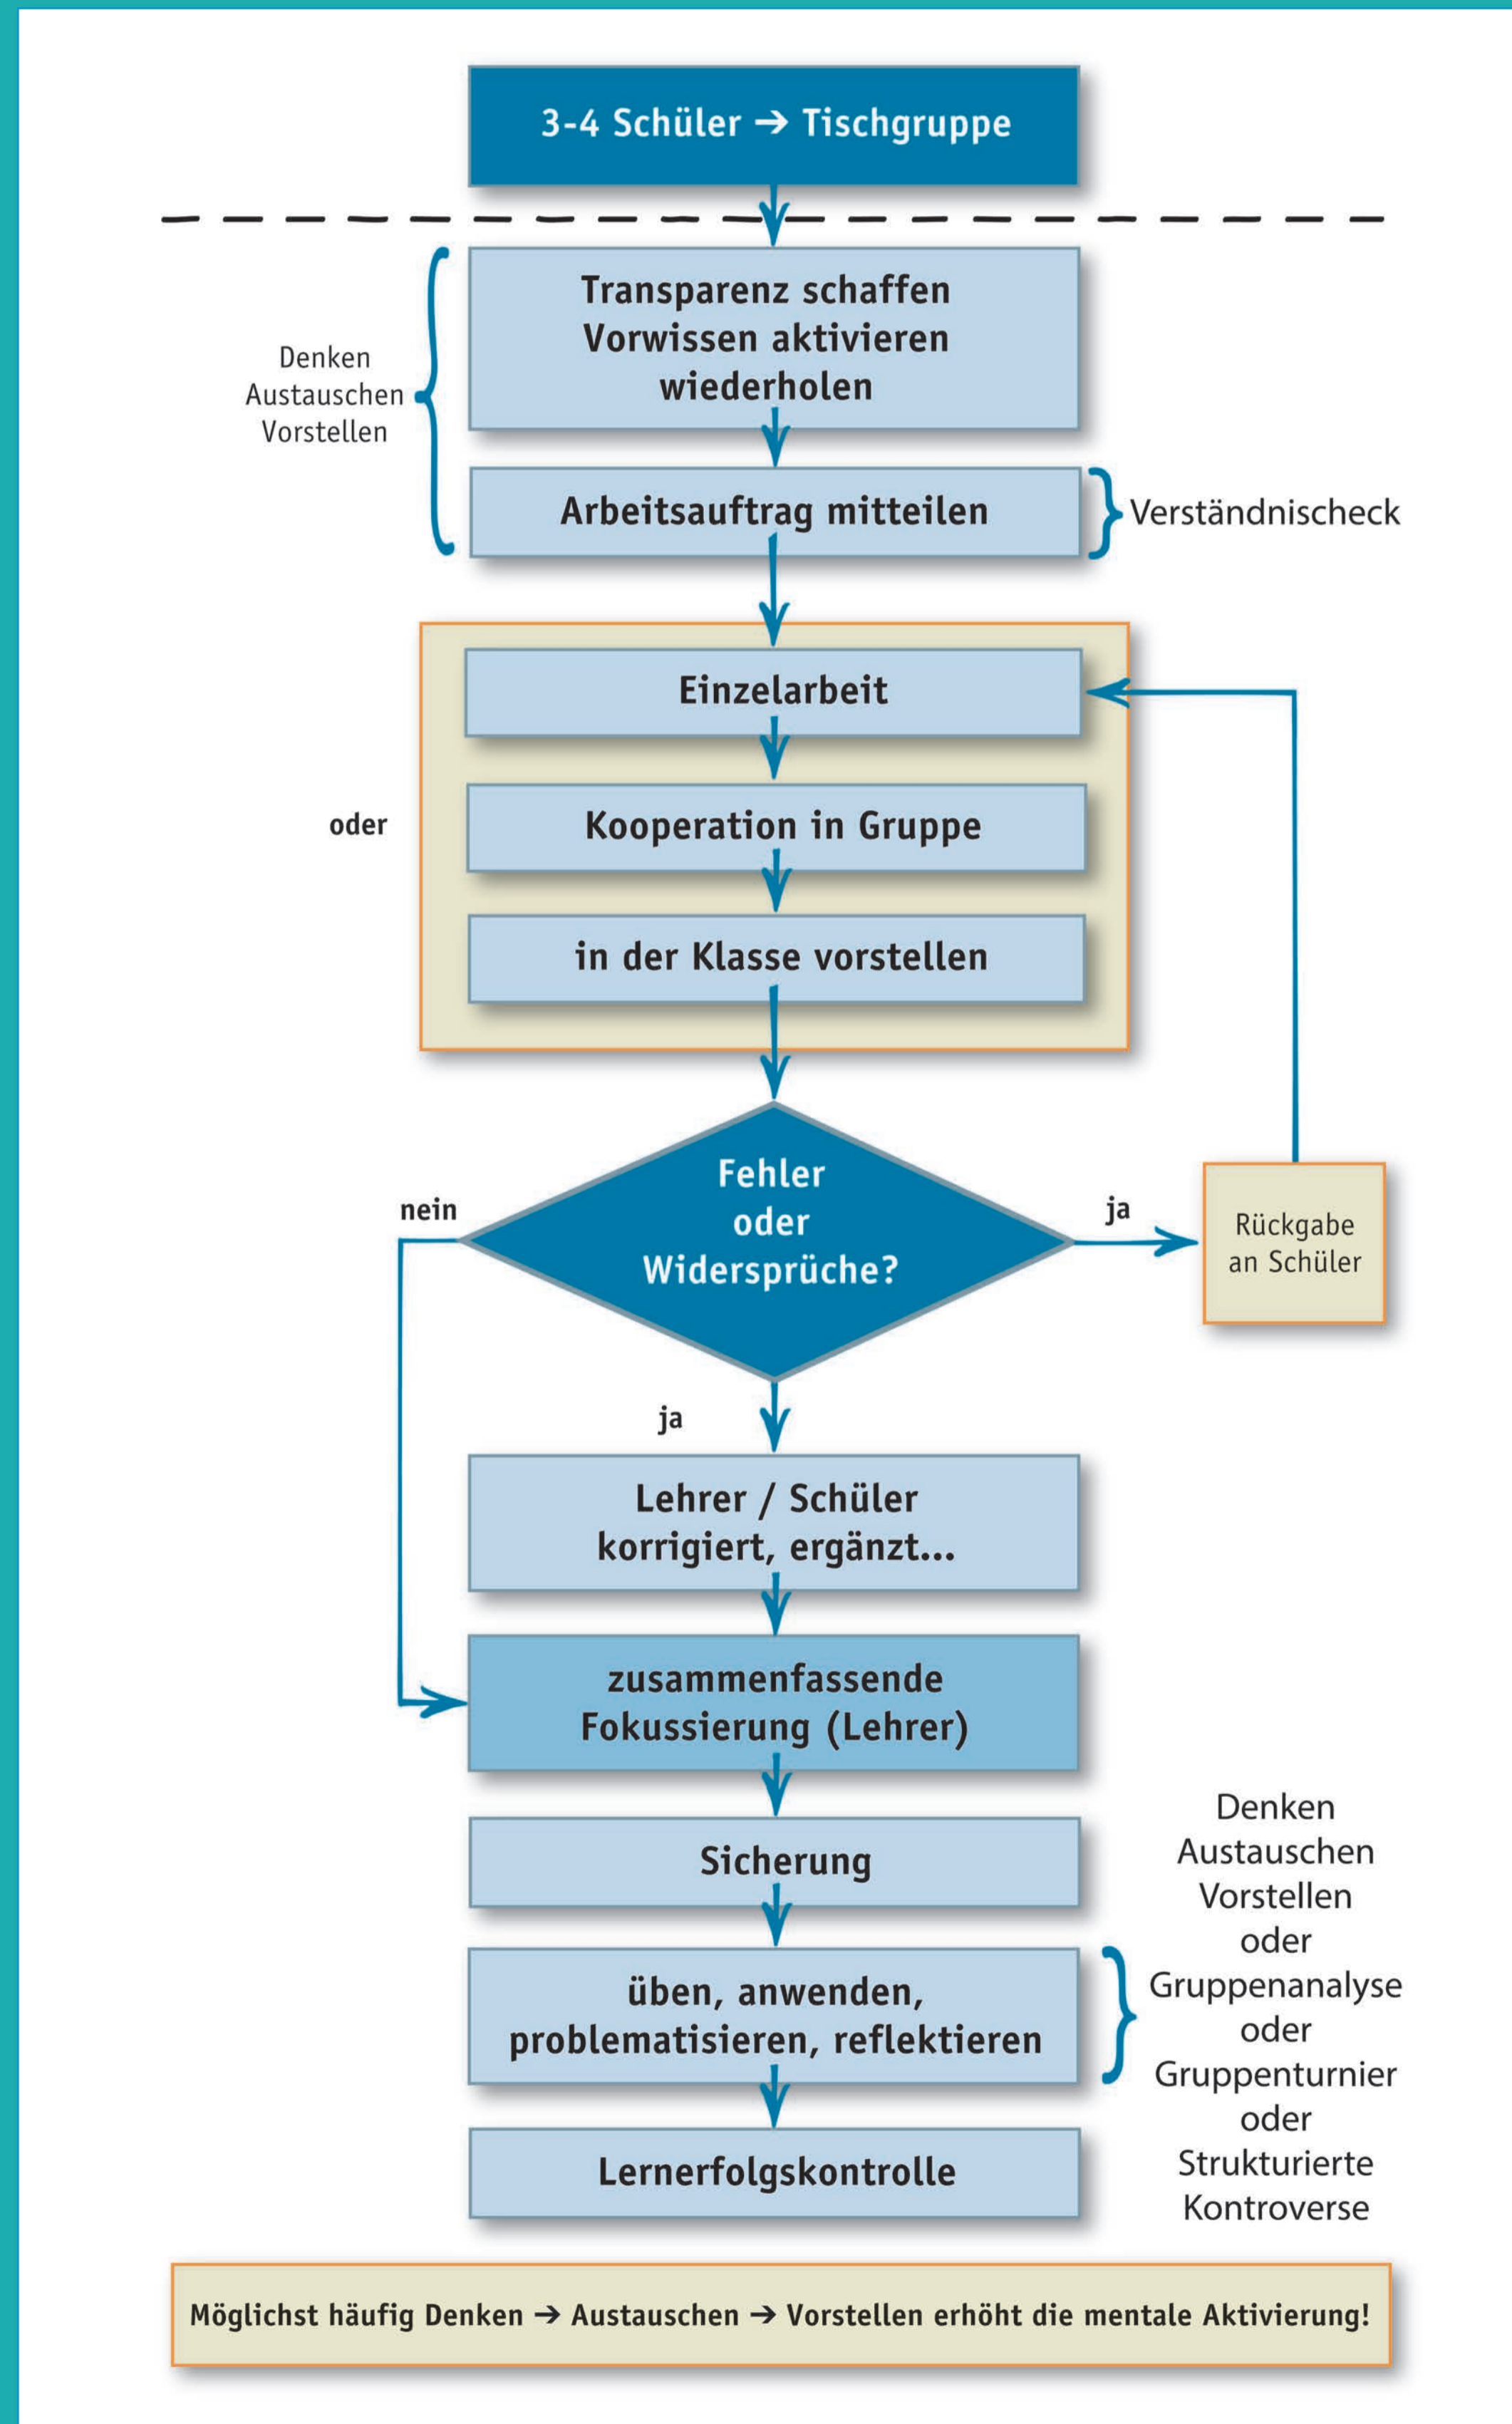 3-4 Schüler → Tischgruppe
Transparenz schaffen
Vorwissen aktivieren
wiederholen
Denken
Austauschen
Vorstellen
Arbeitsauftrag mitteilen
Verständnischeck
Einzelarbeit
oder
Kooperation in Gruppe
in der Klasse vorstellen
Fehler
oder
Widersprüche?
nein
ja
Rückgabe
an Schüler
ja
Lehrer / Schüler
korrigiert, ergänzt...
zusammenfassende
Fokussierung (Lehrer)
Sicherung
üben, anwenden,
problematisieren, reflektieren
Denken
Austauschen
Vorstellen
oder
Gruppenanalyse
oder
Gruppenturnier
oder
Strukturierte
Kontroverse
Lernerfolgskontrolle
Möglichst häufig Denken → Austauschen → Vorstellen erhöht die mentale Aktivierung!